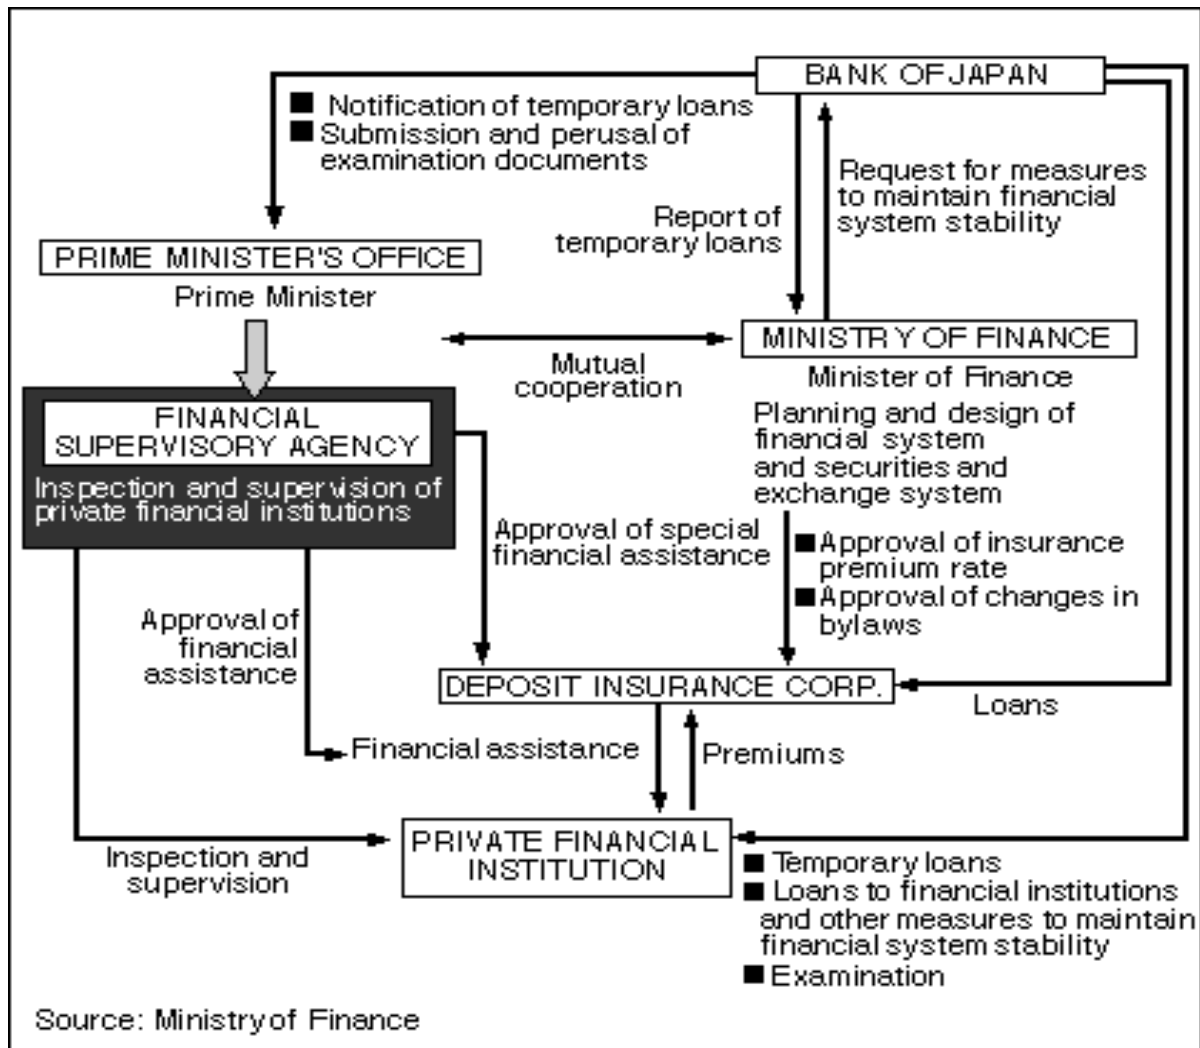 BANK OF JAPAN
■ Notification of temporary loans
■ Submission and perusal of
examination documents
Request for measures
to maintain financial
system stability
Report of
temporary loans
PRIME MINISTER'S OFFICE
Prime Minister
MINISTRY OF FINANCE
Mutual
cooperation
Minister of Finance
FINANCIAL
SUPERVISORY AGENCY
Inspection and supervision of
private financial institutions
Planning and design of
financial system
and securities and
exchange system
Approval of special
financial assistance
■ Approval of insurance
premium rate
■ Approval of changes in
bylaws
Approval of
financial
assistance
DEPOSIT INSURANCE CORP.
Loans
Financial assistance
Premiums
PRIVATE FINANCIAL
INSTITUTION
Inspection and
supervision
■ Temporary loans
■ Loans to financial institutions
and other measures to maintain
financial system stability
■ Examination
Source: Ministry of Finance